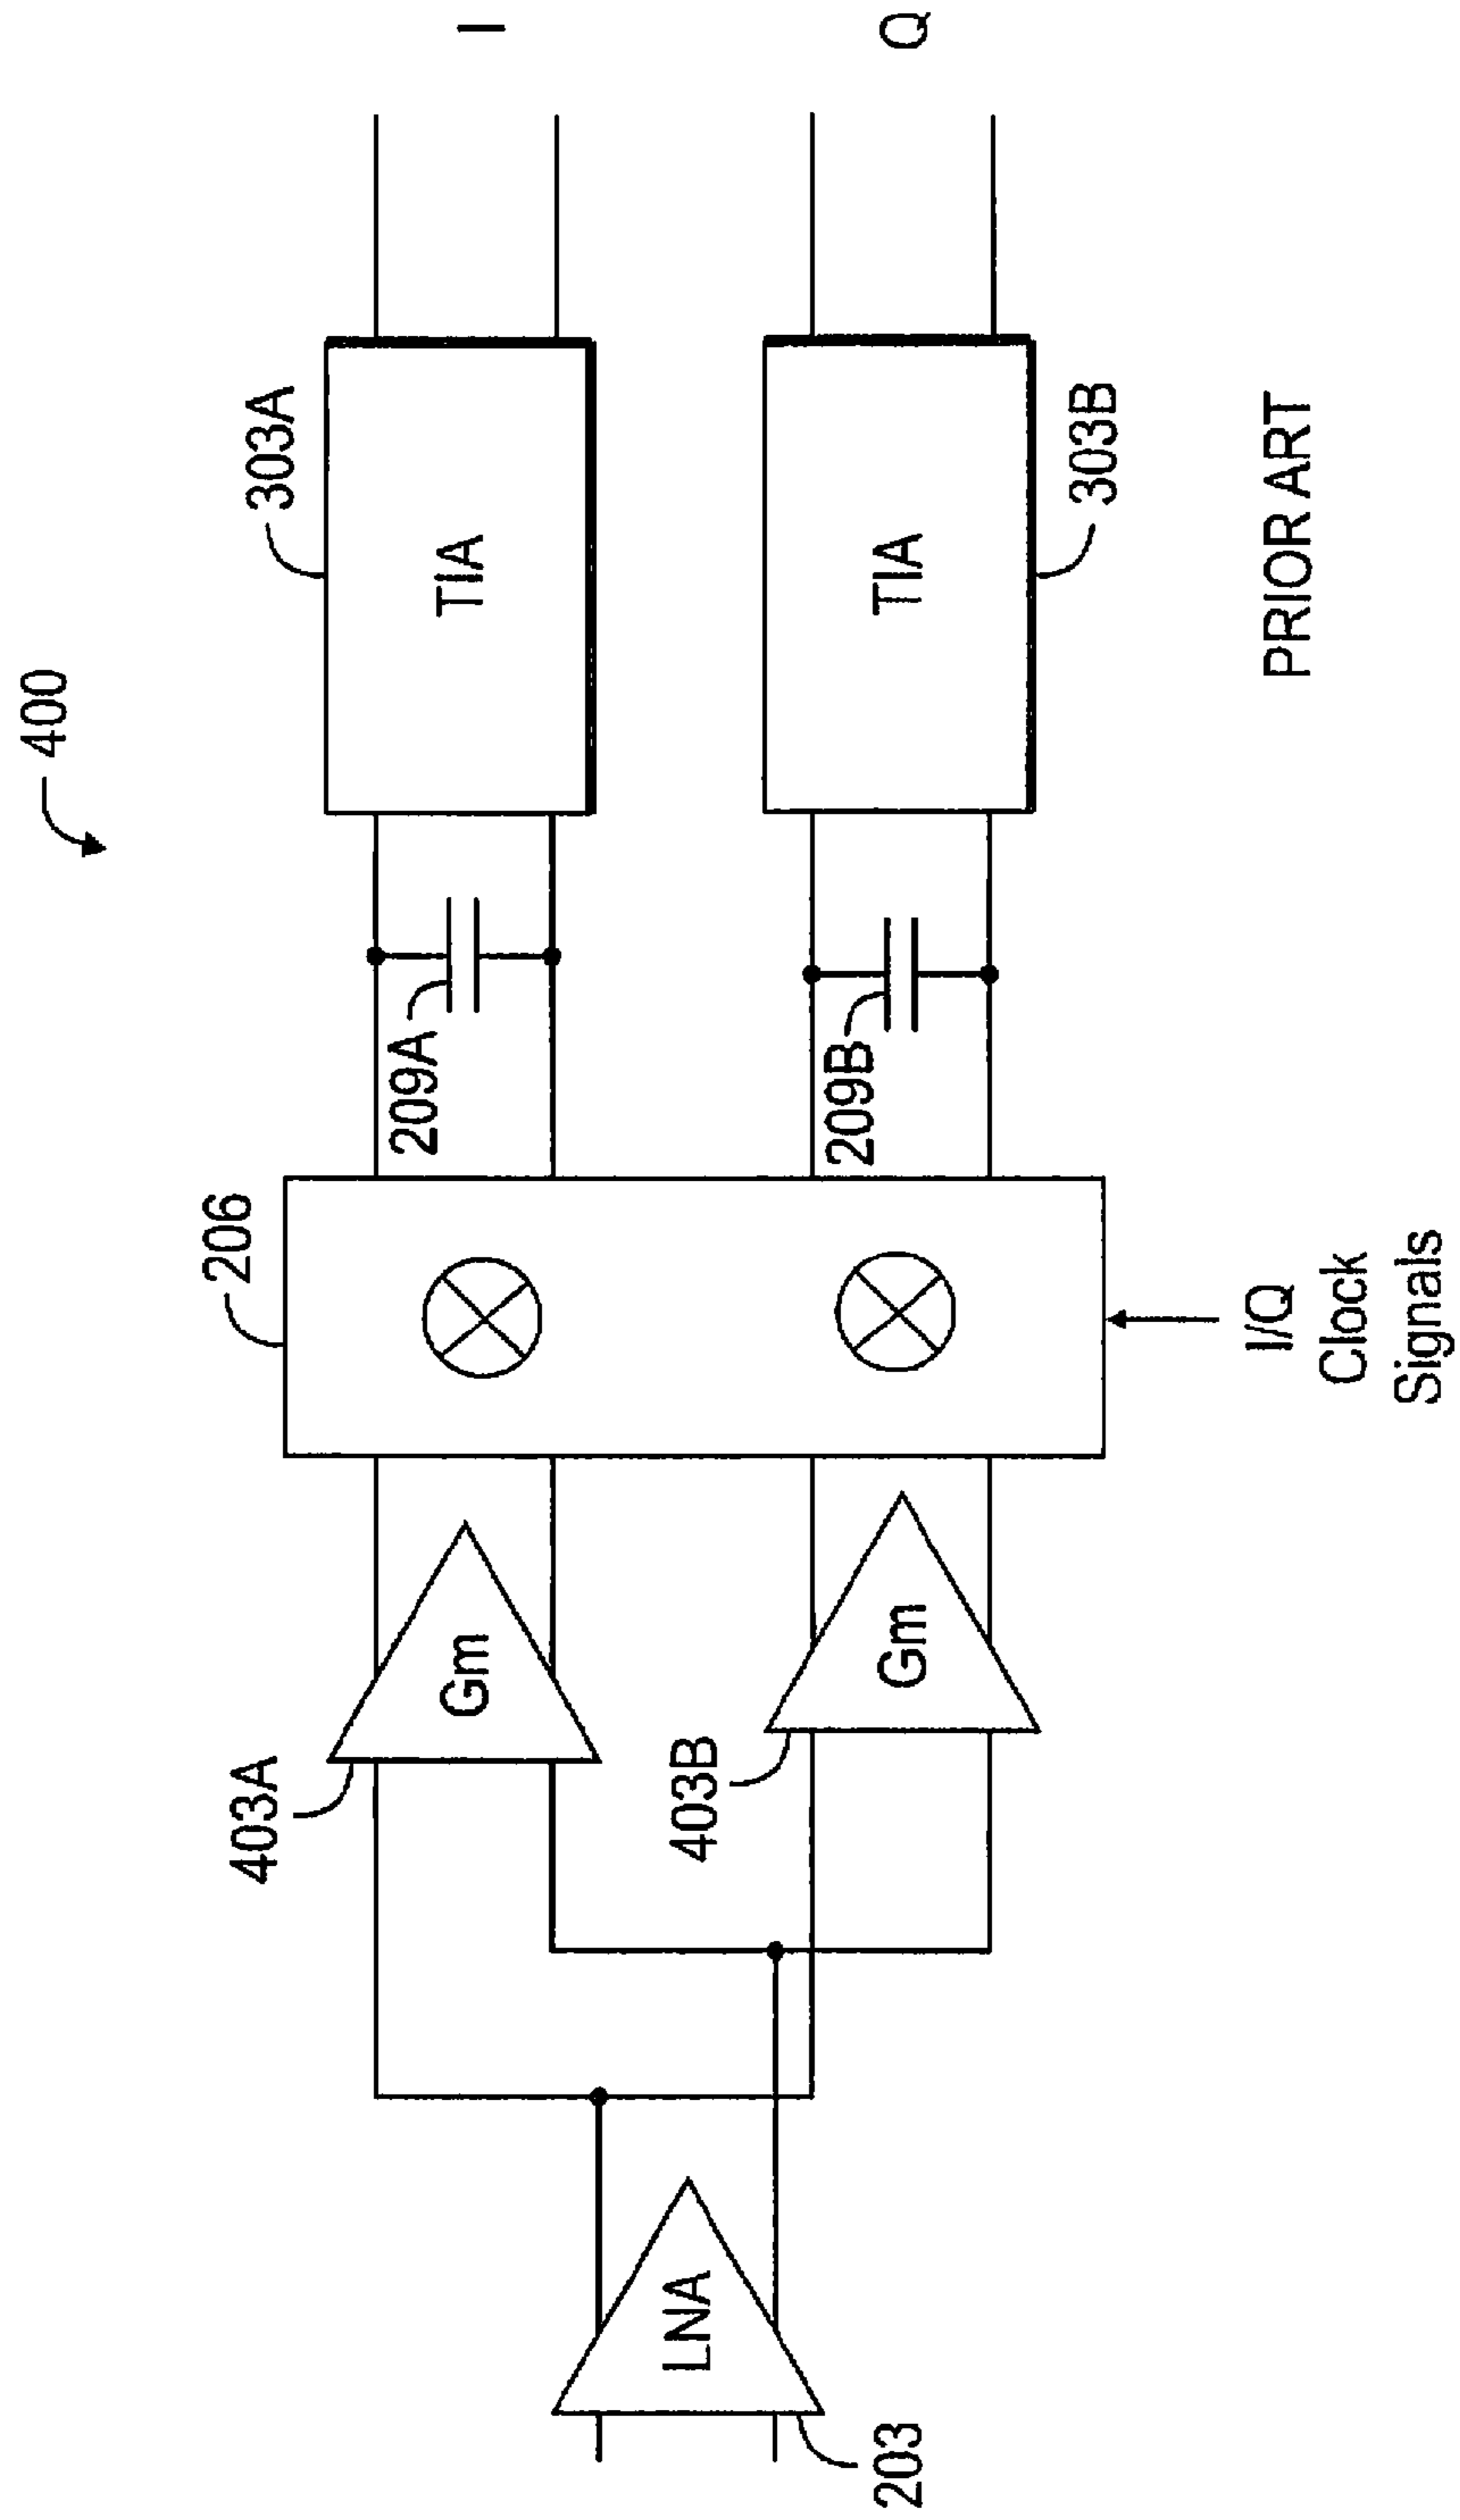 400
303A
TIA
I
206
209A
403A
Gm
LNA
203
403B
Gm
209B
TIA
303B
Q
I/Q
Clock
Signals
PRIOR ART